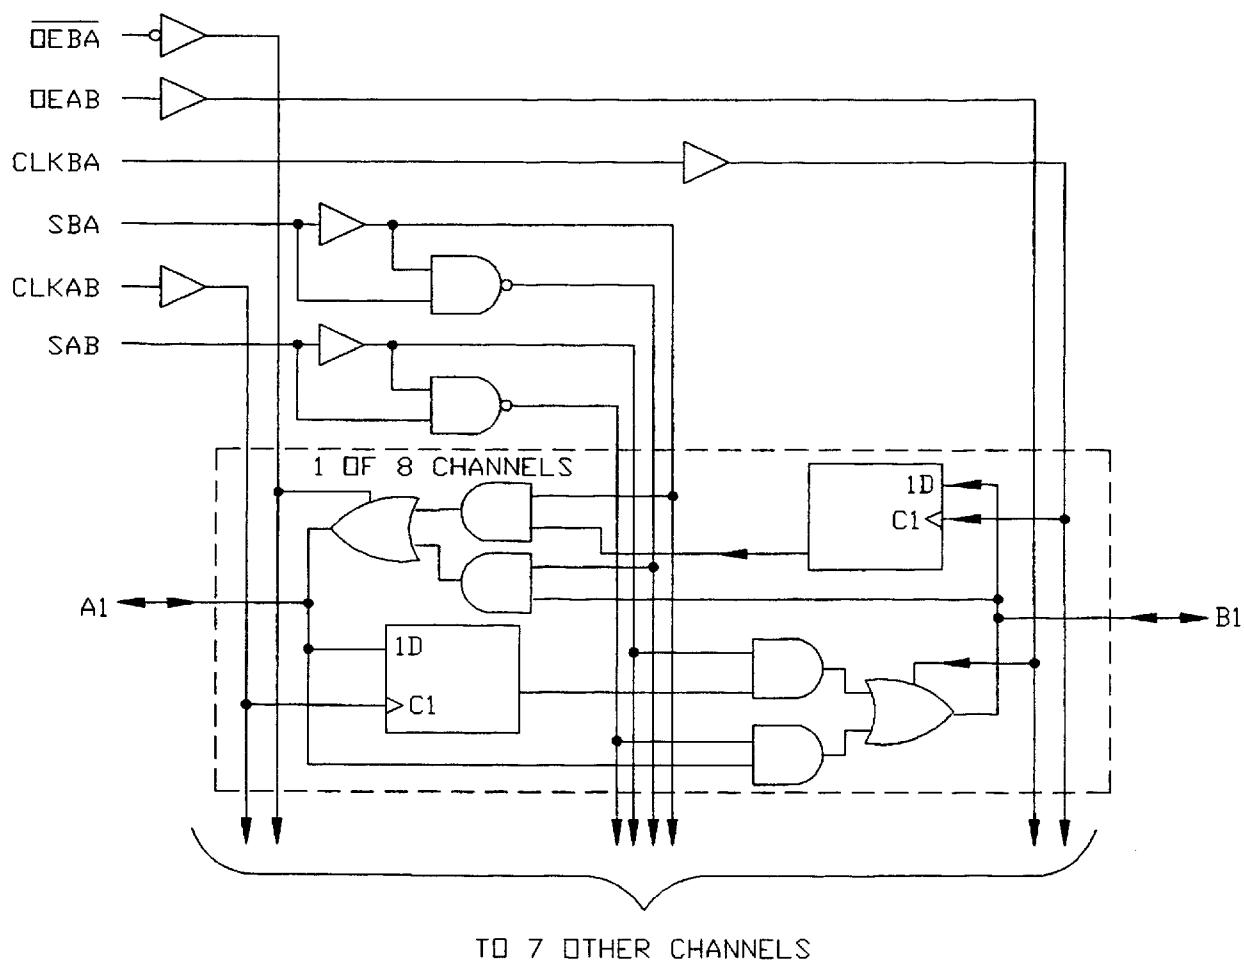 OEBA
OEAB
CLKBA
SBA
CLKAB
SAB
1 OF 8 CHANNELS
1D
C1
A1
B1
1D
C1
TO 7 OTHER CHANNELS